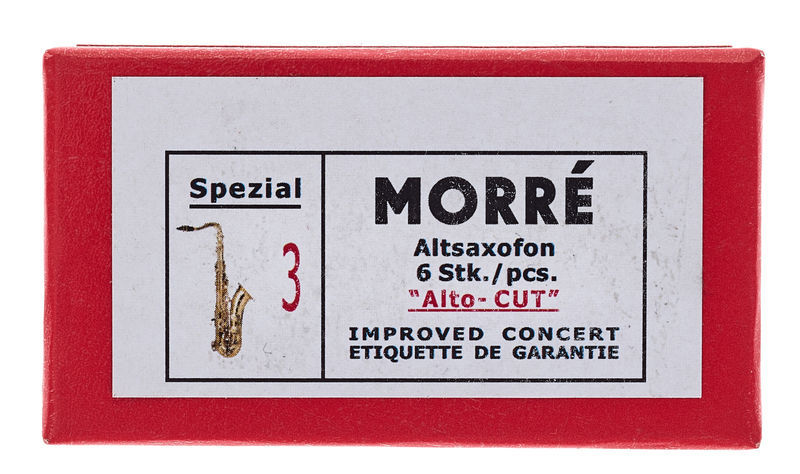 Spezial
3
MORRÉ
Altsaxofon
6 Stk./pcs.
"Alto-CUT"
IMPROVED CONCERT
ETIQUETTE DE GARANTIE